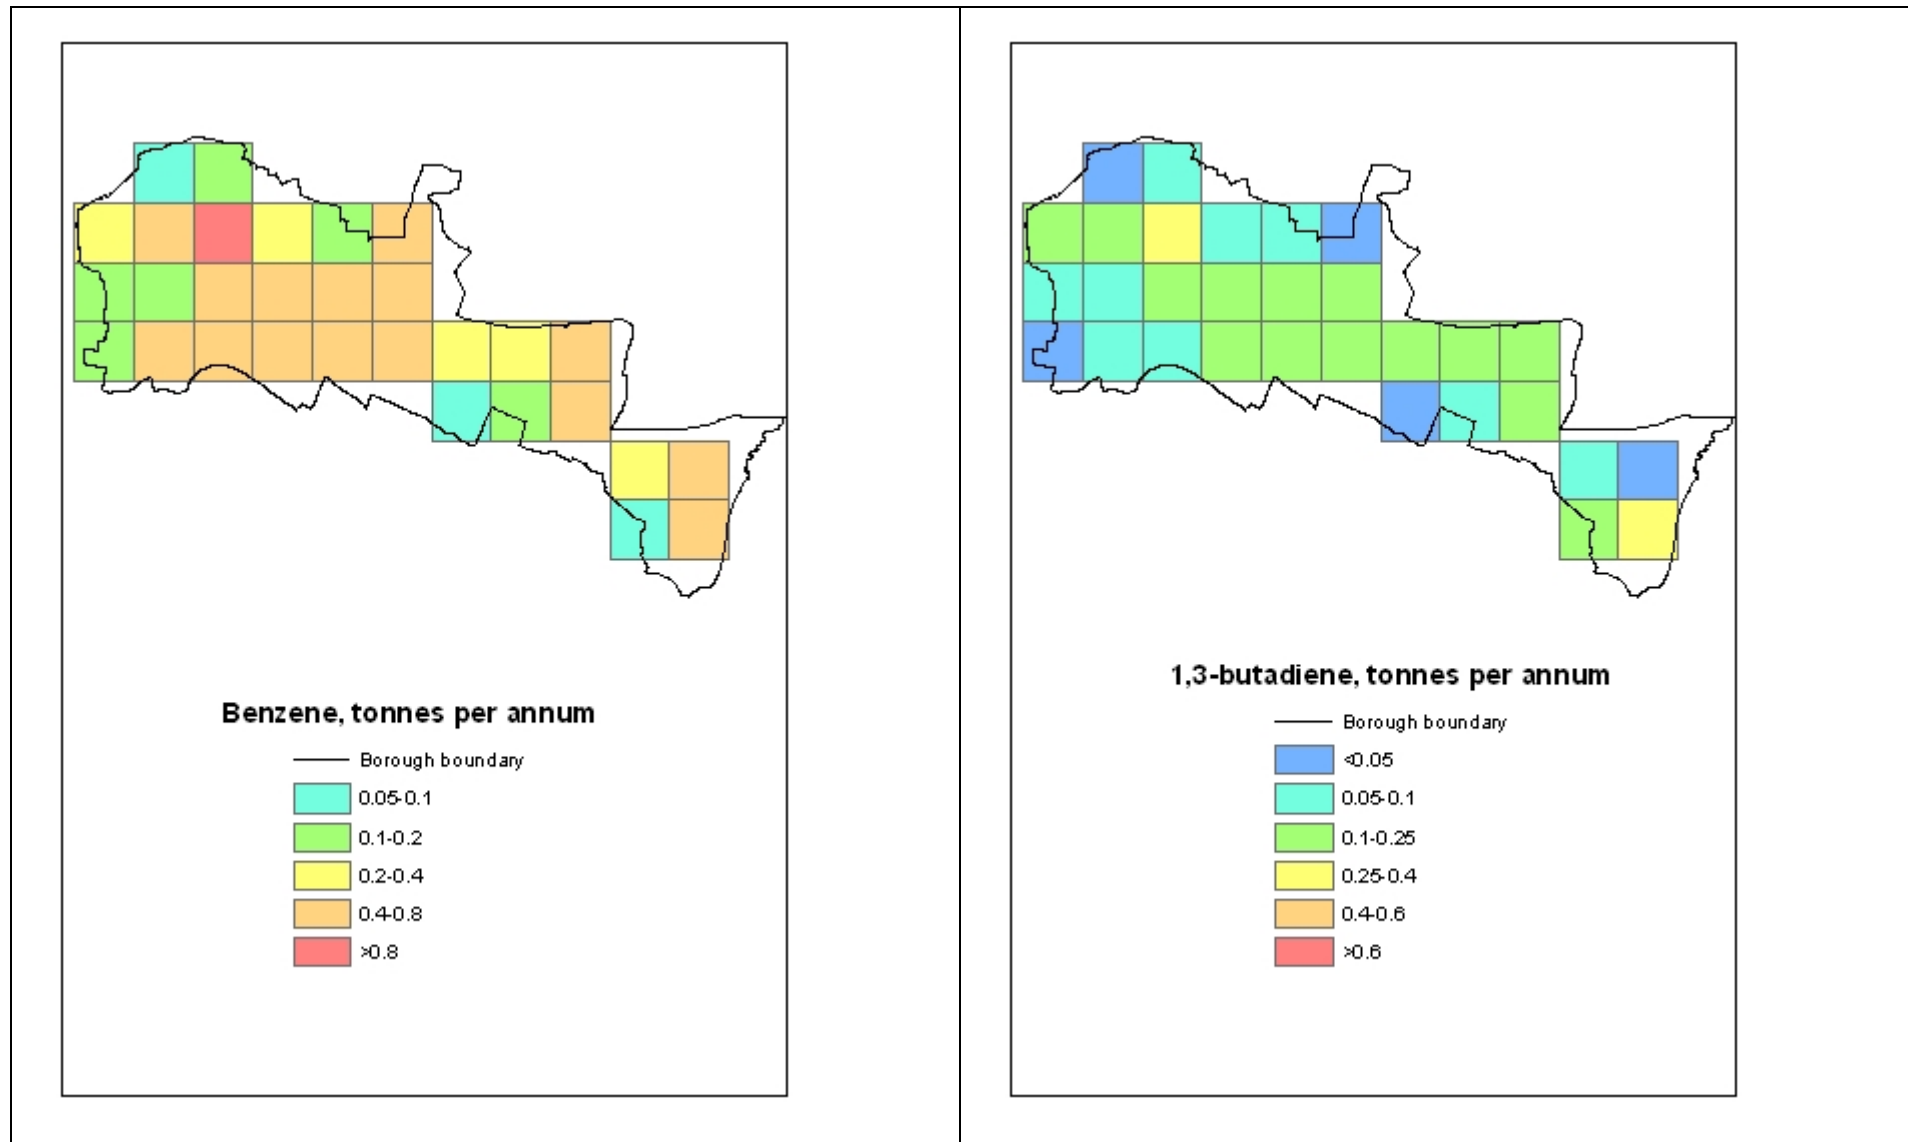 Benzene, tonnes per annum
Borough boundary
0.05-0.1
0.1-0.2
0.2-0.4
0.4-0.8
>0.8
1,3-butadiene, tonnes per annum
Borough boundary
<0.05
0.05-0.1
0.1-0.25
0.25-0.4
0.4-0.6
>0.6